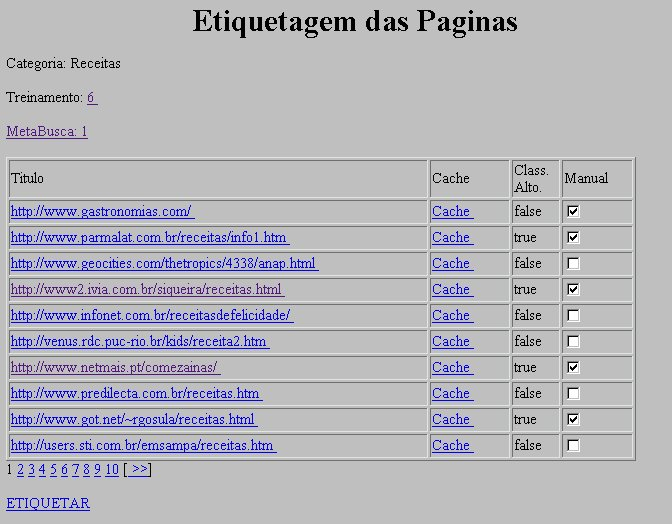 Etiquetagem das Paginas
Categoria: Receitas
Treinamento: 6
MetaBusca: 1
Titulo Cache Class. Alto. Manual
http://www.gastronomias.com/ Cache false
http://www.parmalat.com.br/receitas/info1.htm Cache true
http://www.geocities.com/thetropics/4338/anap.html Cache false
http://www2.ivia.com.br/siqueira/receitas.html Cache true
http://www.infonet.com.br/receitasdefelicidade/ Cache false
http://venus.rdc.puc-rio.br/kids/receita2.htm Cache false
http://www.netmais.pt/comezainas/ Cache true
http://www.predilecta.com.br/receitas.htm Cache false
http://www.got.net/~rgosula/receitas.html Cache true
http://users.sti.com.br/emsampa/receitas.htm Cache false
1 2 3 4 5 6 7 8 9 10 [ >>]
ETIQUETAR